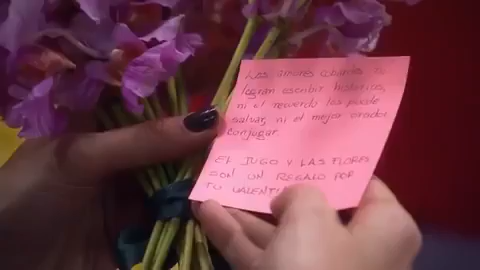 Los amores cobardes no
logran escribir historias,
ni el recuerdo los puede
salvar, ni el mejor orador
conjugar.
EL JUGO Y LAS FLORES
SON UN REGALO POR
TU VALENTI